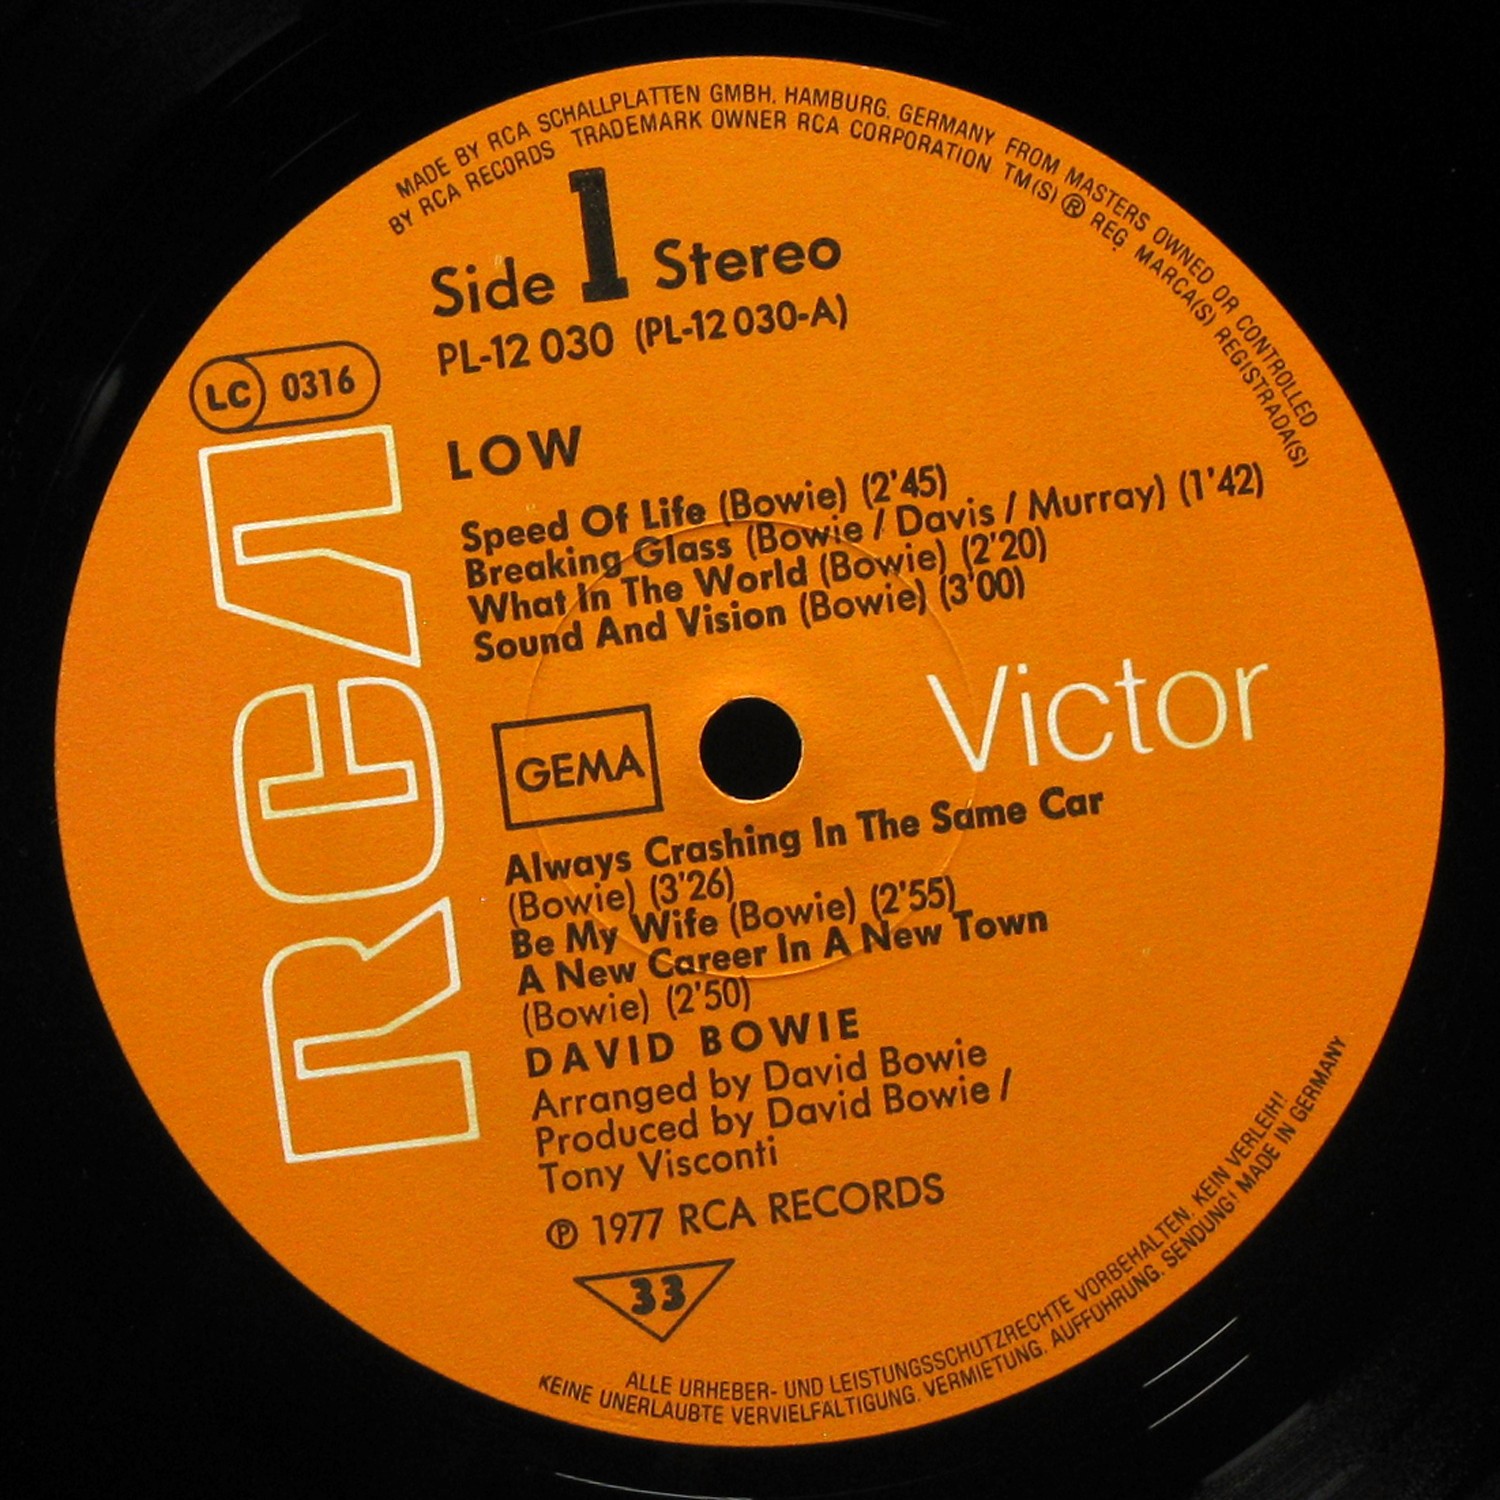 MADE BY RCA SCHALLPLATTEN GMBH. HAMBURG. GERMANY FROM MASTERS OWNED OR CONTROLLED
BY RCA RECORDS TRADEMARK OWNER RCA CORPORATION TM(S) ® REG. MARCA(S) REGISTRADA(S)
Side 1 Stereo
PL-12 030 (PL-12 030-A)
LC 0316
LOW
Speed Of Life (Bowie) (2'45)
Breaking Glass (Bowie / Davis / Murray) (1'42)
What In The World (Bowie) (2'20)
Sound And Vision (Bowie) (3'00)
RCA
Victor
GEMA
Always Crashing In The Same Car
(Bowie) (3'26)
Be My Wife (Bowie) (2'55)
A New Career In A New Town
(Bowie) (2'50)
DAVID BOWIE
Arranged by David Bowie
Produced by David Bowie /
Tony Visconti
℗ 1977 RCA RECORDS
33
ALLE URHEBER- UND LEISTUNGSSCHUTZRECHTE VORBEHALTEN. KEIN VERLEIH!
KEINE UNERLAUBTE VERVIELFÄLTIGUNG. VERMIETUNG. AUFFÜHRUNG. SENDUNG! MADE IN GERMANY